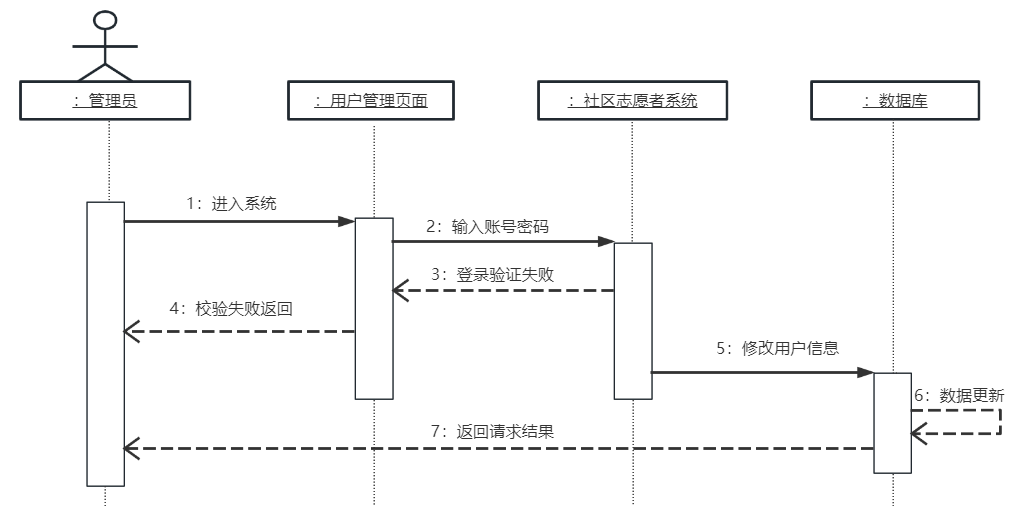 ：管理员
：用户管理页面
：社区志愿者系统
：数据库
1：进入系统
2：输入账号密码
3：登录验证失败
4：校验失败返回
5：修改用户信息
6：数据更新
7：返回请求结果